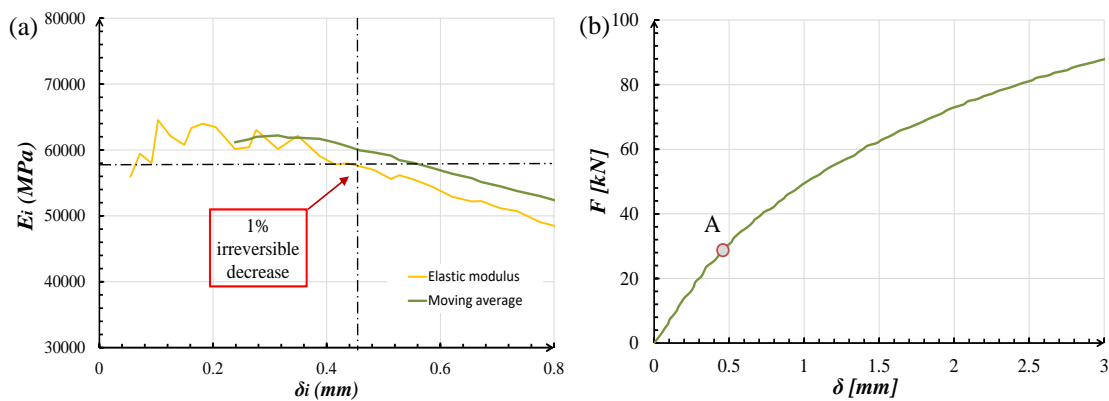 (a)
80000
70000
60000
50000
40000
30000
Ei (MPa)
0
0.2
0.4
0.6
0.8
δi (mm)
1%
irreversible
decrease
Elastic modulus
Moving average
(b)
100
80
60
40
20
0
F [kN]
A
0
0.5
1
1.5
2
2.5
3
δ [mm]